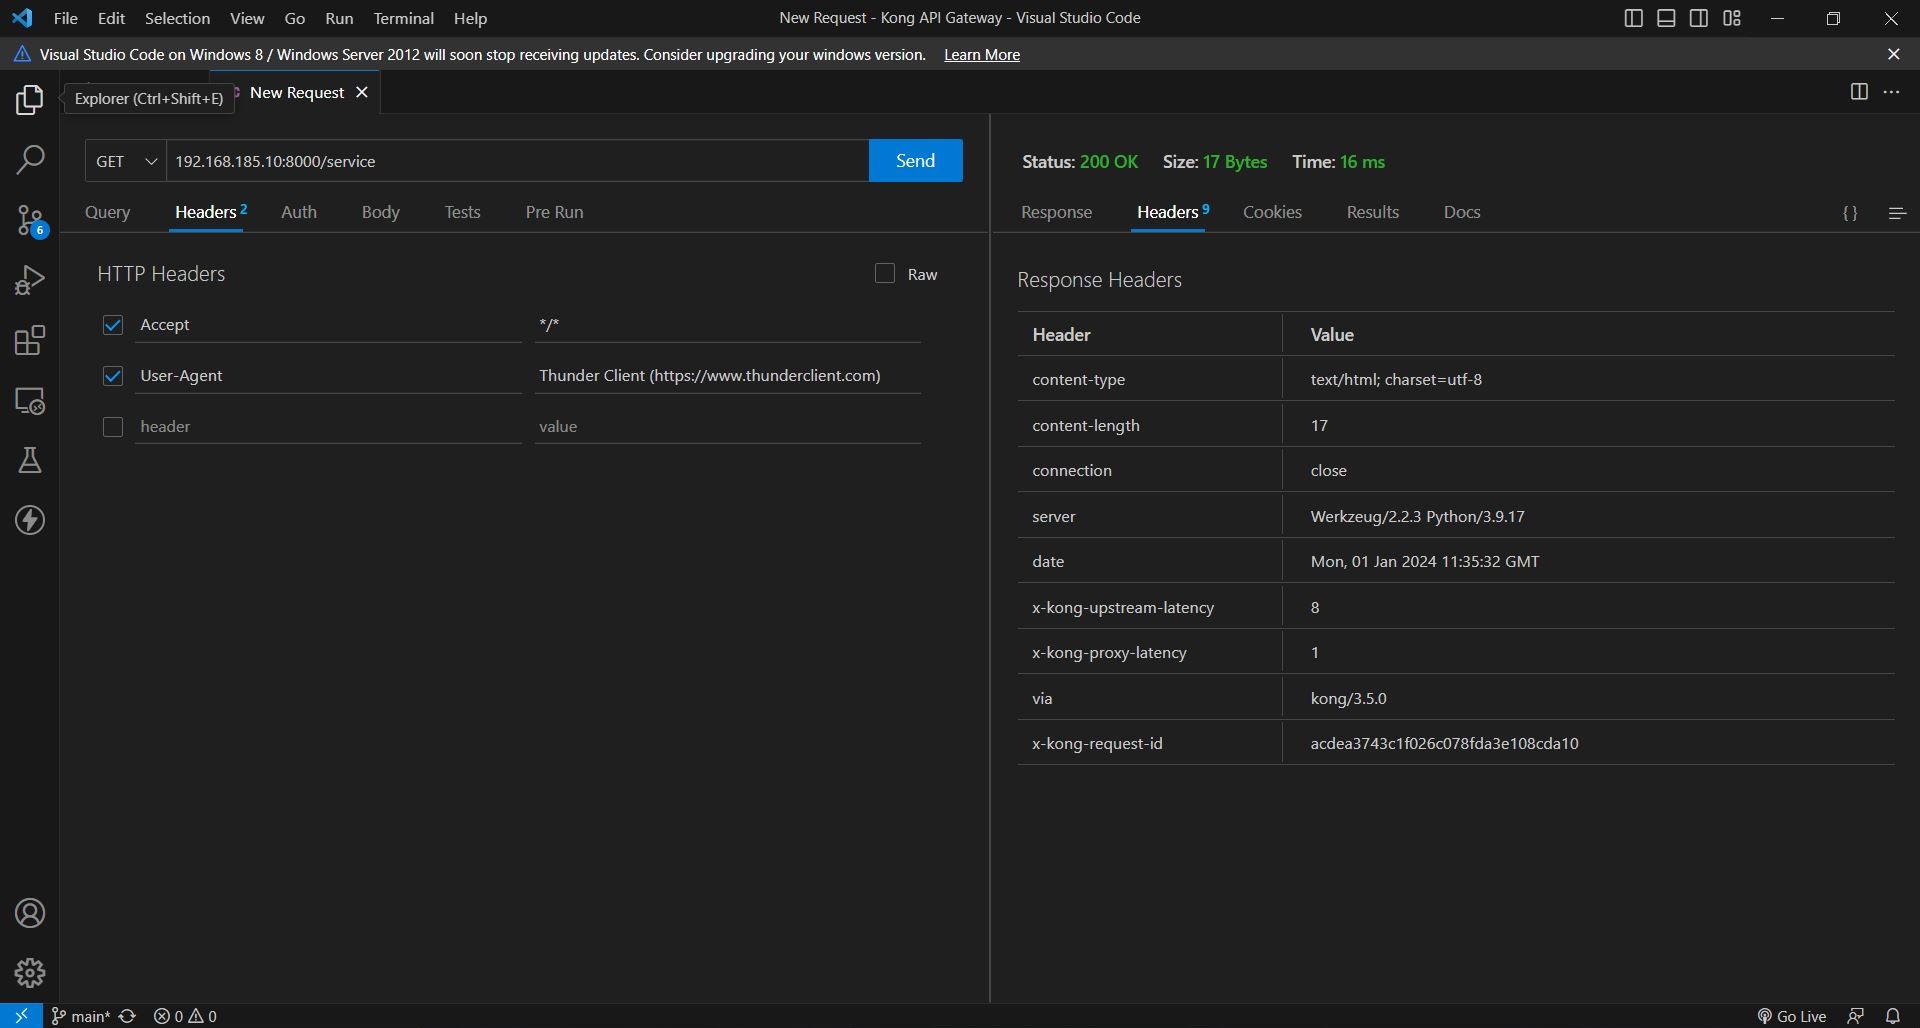 File Edit Selection View Go Run Terminal Help
New Request - Kong API Gateway - Visual Studio Code
Visual Studio Code on Windows 8 / Windows Server 2012 will soon stop receiving updates. Consider upgrading your windows version. Learn More
Explorer (Ctrl+Shift+E)
New Request
GET
192.168.185.10:8000/service
Send
Query Headers 2 Auth Body Tests Pre Run
HTTP Headers
Raw
Accept */*
User-Agent Thunder Client (https://www.thunderclient.com)
header value
Status: 200 OK Size: 17 Bytes Time: 16 ms
Response Headers 9 Cookies Results Docs
{ }
Response Headers
Header Value
content-type text/html; charset=utf-8
content-length 17
connection close
server Werkzeug/2.2.3 Python/3.9.17
date Mon, 01 Jan 2024 11:35:32 GMT
x-kong-upstream-latency 8
x-kong-proxy-latency 1
via kong/3.5.0
x-kong-request-id acdea3743c1f026c078fda3e108cda10
6
main* 0 0
Go Live